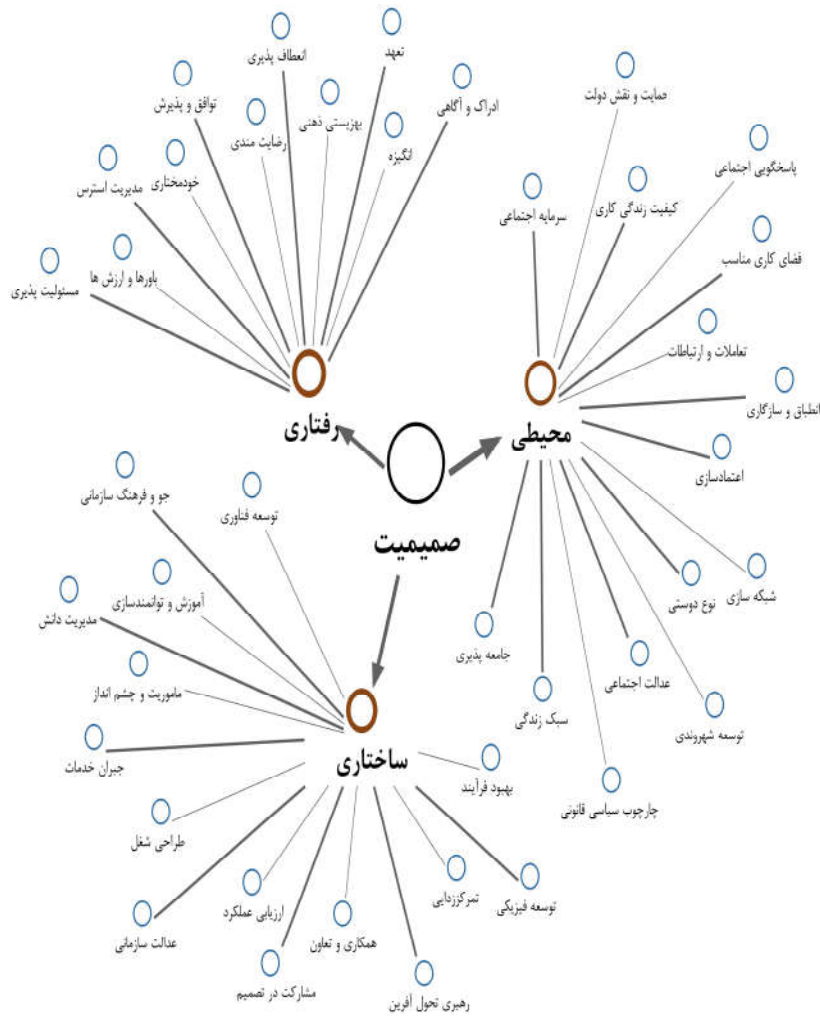 تعهد
انعطاف پذیری
ادراک و آگاهی
توافق و پذیرش
بهزیستی ذهنی
رضایت مندی
انگیزه
خودمختاری
مدیریت استرس
باورها و ارزش ها
مسئولیت پذیری
رفتاری
حمایت و نقش دولت
پاسخگویی اجتماعی
سرمایه اجتماعی
کیفیت زندگی کاری
فضای کاری مناسب
تعاملات و ارتباطات
انطباق و سازگاری
محیطی
اعتمادسازی
شبکه سازی
نوع دوستی
جامعه پذیری
عدالت اجتماعی
سبک زندگی
توسعه شهروندی
چارچوب سیاسی قانونی
صمیمیت
جو و فرهنگ سازمانی
توسعه فناوری
آموزش و توانمندسازی
مدیریت دانش
ماموریت و چشم انداز
جبران خدمات
ساختاری
بهبود فرآیند
طراحی شغل
تمرکززدایی
توسعه فیزیکی
ارزیابی عملکرد
عدالت سازمانی
همکاری و تعاون
مشارکت در تصمیم
رهبری تحول آفرین